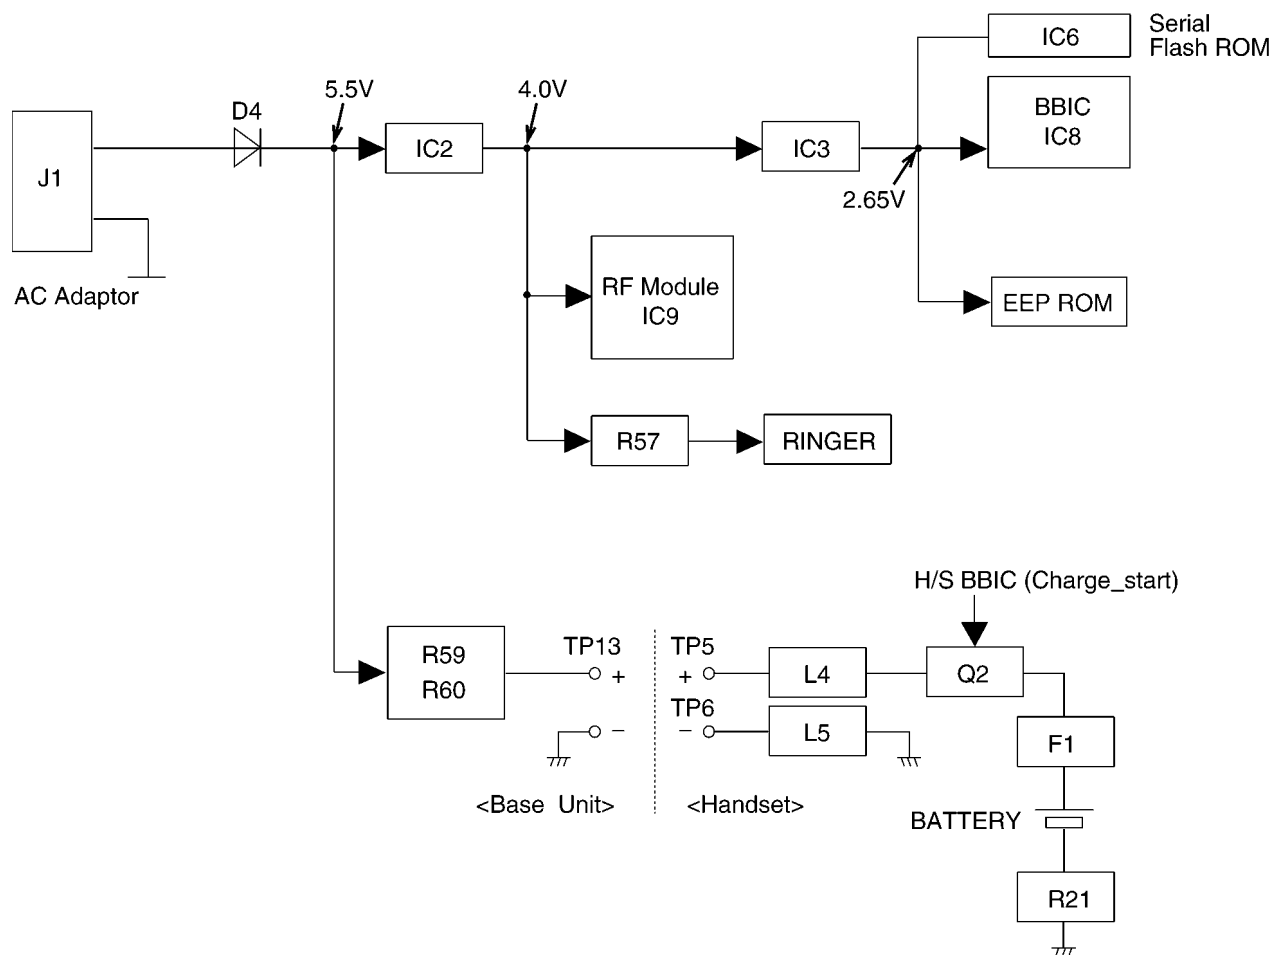 IC6
Serial
Flash ROM
5.5V
4.0V
D4
BBIC
IC8
J1
IC2
IC3
2.65V
AC Adaptor
RF Module
IC9
EEP ROM
R57
RINGER
H/S BBIC (Charge_start)
R59
R60
TP13
+
−
TP5
+
TP6
−
L4
L5
Q2
F1
<Base Unit>
<Handset>
BATTERY
R21